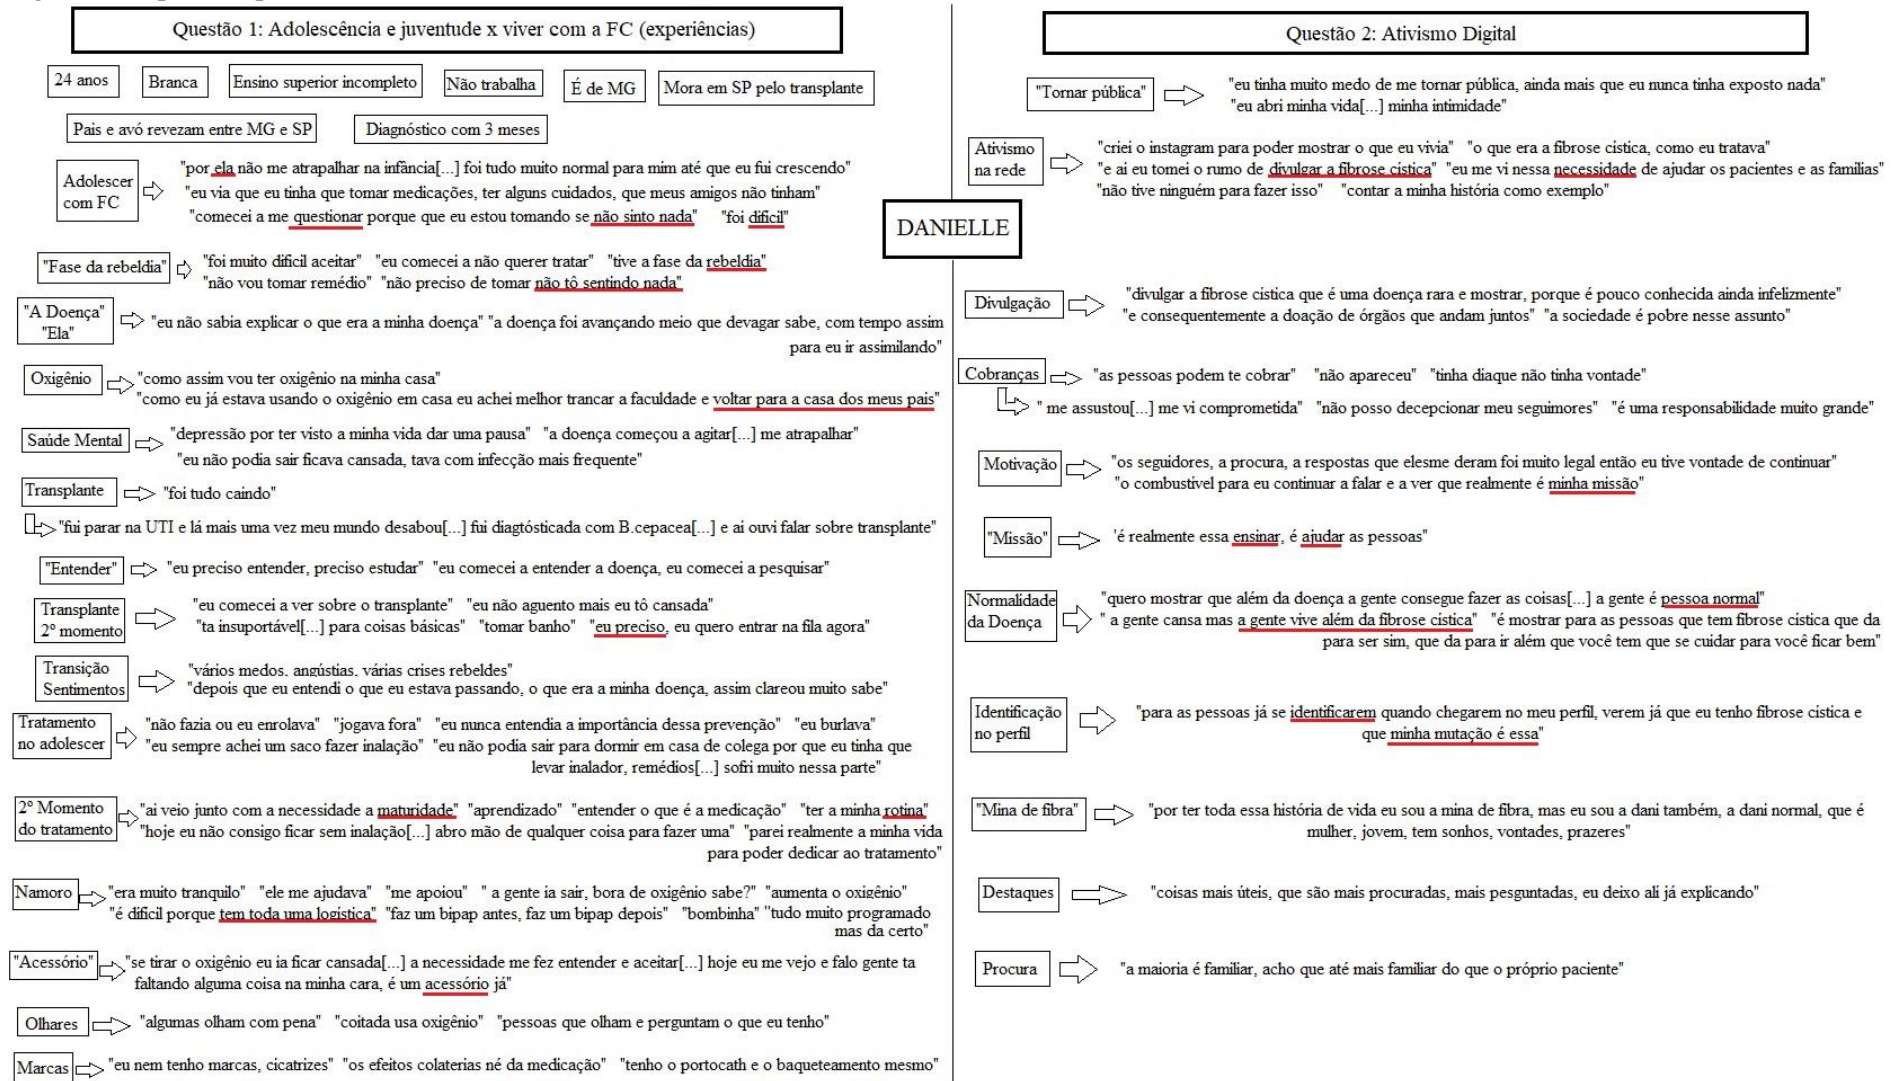 Questão 1: Adolescência e juventude x viver com a FC (experiências)
24 anos
Branca
Ensino superior incompleto
Não trabalha
É de MG
Mora em SP pelo transplante
Pais e avó revezam entre MG e SP
Diagnóstico com 3 meses
Adolescer
com FC
"por ela não me atrapalhar na infância[...] foi tudo muito normal para mim até que eu fui crescendo"
"eu via que eu tinha que tomar medicações, ter alguns cuidados, que meus amigos não tinham"
"comecei a me questionar porque que eu estou tomando se não sinto nada" "foi difícil"
"Fase da rebeldia"
"foi muito dificil aceitar" "eu comecei a não querer tratar" "tive a fase da rebeldia"
"não vou tomar remédio" "não preciso de tomar não tô sentindo nada"
"A Doença"
"Ela"
"eu não sabia explicar o que era a minha doença" "a doença foi avançando meio que devagar sabe, com tempo assim
para eu ir assimilando"
Oxigênio
"como assim vou ter oxigênio na minha casa"
"como eu já estava usando o oxigênio em casa eu achei melhor trancar a faculdade e voltar para a casa dos meus pais"
Saúde Mental
"depressão por ter visto a minha vida dar uma pausa" "a doença começou a agitar[...] me atrapalhar"
"eu não podia sair ficava cansada, tava com infecção mais frequente"
Transplante
"foi tudo caindo"
"fui parar na UTI e lá mais uma vez meu mundo desabou[...] fui diagtósticada com B.cepacea[...] e ai ouvi falar sobre transplante"
"Entender"
"eu preciso entender, preciso estudar" "eu comecei a entender a doença, eu comecei a pesquisar"
Transplante
2º momento
"eu comecei a ver sobre o transplante" "eu não aguento mais eu tô cansada"
"ta insuportável[...] para coisas básicas" "tomar banho" "eu preciso, eu quero entrar na fila agora"
Transição
Sentimentos
"vários medos, angústias, várias crises rebeldes"
"depois que eu entendi o que eu estava passando, o que era a minha doença, assim clareou muito sabe"
Tratamento
no adolescer
"não fazia ou eu enrolava" "jogava fora" "eu nunca entendia a importância dessa prevenção" "eu burlava"
"eu sempre achei um saco fazer inalação" "eu não podia sair para dormir em casa de colega por que eu tinha que
levar inalador, remédios[...] sofri muito nessa parte"
2º Momento
do tratamento
"ai veio junto com a necessidade a maturidade" "aprendizado" "entender o que é a medicação" "ter a minha rotina"
"hoje eu não consigo ficar sem inalação[...] abro mão de qualquer coisa para fazer uma" "parei realmente a minha vida
para poder dedicar ao tratamento"
Namoro
"era muito tranquilo" "ele me ajudava" "me apoiou" " a gente ia sair, bora de oxigênio sabe?" "aumenta o oxigênio"
"é dificil porque tem toda uma logística" "faz um bipap antes, faz um bipap depois" "bombinha" "tudo muito programado
mas da certo"
"Acessório"
"se tirar o oxigênio eu ia ficar cansada[...] a necessidade me fez entender e aceitar[...] hoje eu me vejo e falo gente ta
faltando alguma coisa na minha cara, é um acessório já"
Olhares
"algumas olham com pena" "coitada usa oxigênio" "pessoas que olham e perguntam o que eu tenho"
Marcas
"eu nem tenho marcas, cicatrizes" "os efeitos colaterias né da medicação" "tenho o portocath e o baqueteamento mesmo"
DANIELLE
Questão 2: Ativismo Digital
"Tornar pública"
"eu tinha muito medo de me tornar pública, ainda mais que eu nunca tinha exposto nada"
"eu abri minha vida[...] minha intimidade"
Ativismo
na rede
"criei o instagram para poder mostrar o que eu vivia" "o que era a fibrose cistica, como eu tratava"
"e ai eu tomei o rumo de divulgar a fibrose cística" "eu me vi nessa necessidade de ajudar os pacientes e as familias"
"não tive ninguém para fazer isso" "contar a minha história como exemplo"
Divulgação
"divulgar a fibrose cística que é uma doença rara e mostrar, porque é pouco conhecida ainda infelizmente"
"e consequentemente a doação de órgãos que andam juntos" "a sociedade é pobre nesse assunto"
Cobranças
"as pessoas podem te cobrar" "não apareceu" "tinha diaque não tinha vontade"
" me assustou[...] me vi comprometida" "não posso decepcionar meu seguimores" "é uma responsabilidade muito grande"
Motivação
"os seguidores, a procura, a respostas que elesme deram foi muito legal então eu tive vontade de continuar"
"o combustível para eu continuar a falar e a ver que realmente é minha missão"
"Missão"
'é realmente essa ensinar, é ajudar as pessoas"
Normalidade
da Doença
"quero mostrar que além da doença a gente consegue fazer as coisas[...] a gente é pessoa normal"
" a gente cansa mas a gente vive além da fibrose cística" "é mostrar para as pessoas que tem fibrose cística que da
para ser sim, que da para ir além que você tem que se cuidar para você ficar bem"
Identificação
no perfil
"para as pessoas já se identificarem quando chegarem no meu perfil, verem já que eu tenho fibrose cistica e
que minha mutação é essa"
"Mina de fibra"
"por ter toda essa história de vida eu sou a mina de fibra, mas eu sou a dani também, a dani normal, que é
mulher, jovem, tem sonhos, vontades, prazeres"
Destaques
"coisas mais úteis, que são mais procuradas, mais pesguntadas, eu deixo ali já explicando"
Procura
"a maioria é familiar, acho que até mais familiar do que o próprio paciente"